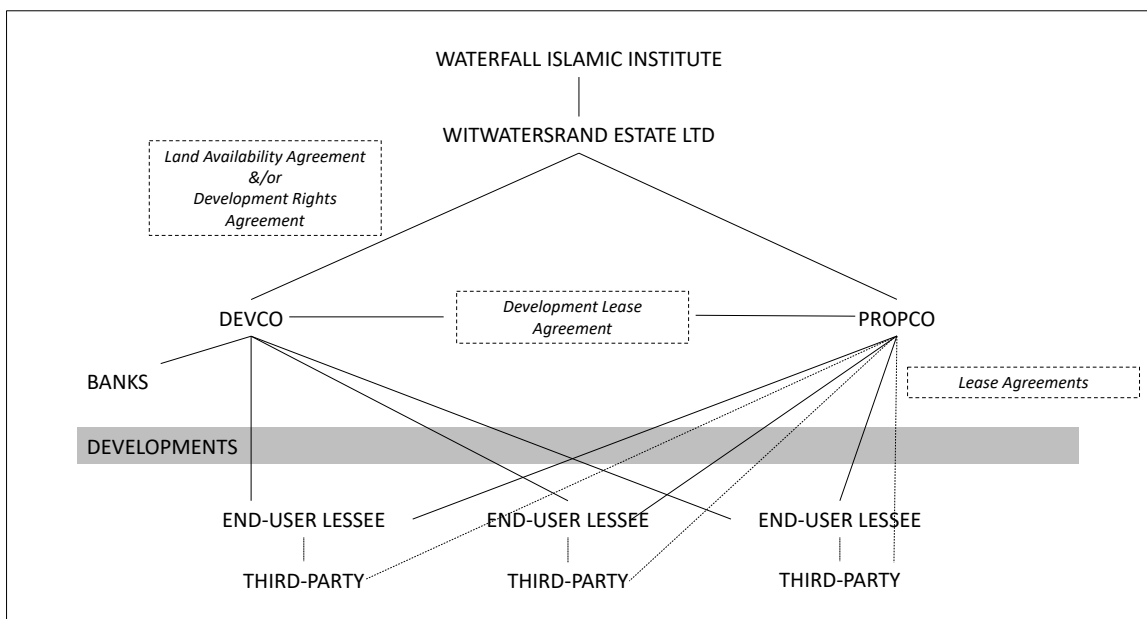 WATERFALL ISLAMIC INSTITUTE
WITWATERSRAND ESTATE LTD
Land Availability Agreement
&/or
Development Rights
Agreement
DEVCO
Development Lease
Agreement
PROPCO
BANKS
Lease Agreements
DEVELOPMENTS
END-USER LESSEE
END-USER LESSEE
END-USER LESSEE
THIRD-PARTY
THIRD-PARTY
THIRD-PARTY